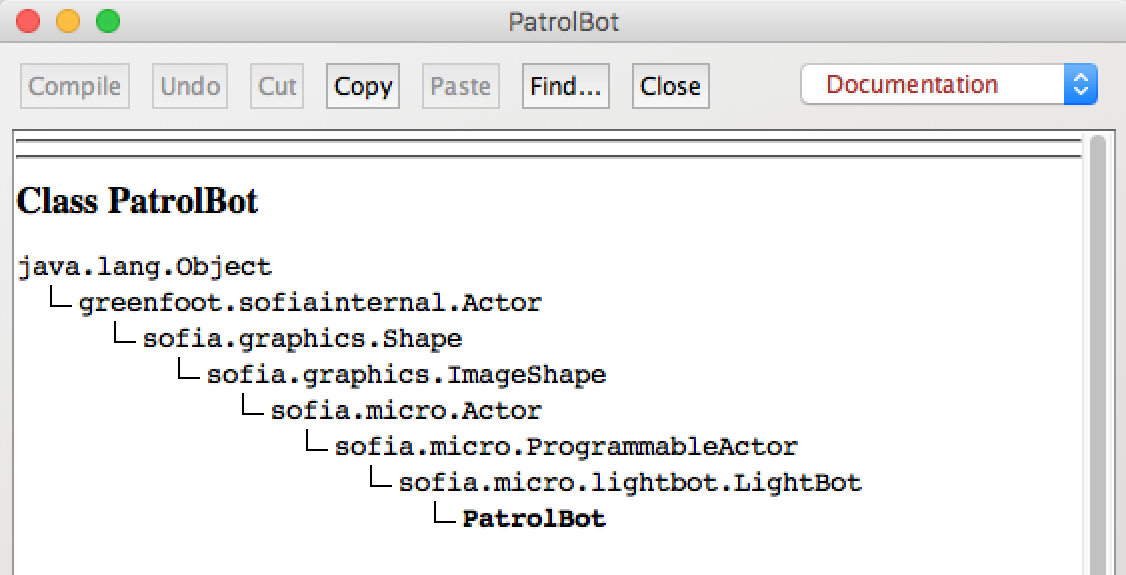 PatrolBot
Compile Undo Cut Copy Paste Find... Close Documentation
Class PatrolBot
java.lang.Object
greenfoot.sofiainternal.Actor
sofia.graphics.Shape
sofia.graphics.ImageShape
sofia.micro.Actor
sofia.micro.ProgrammableActor
sofia.micro.lightbot.LightBot
PatrolBot